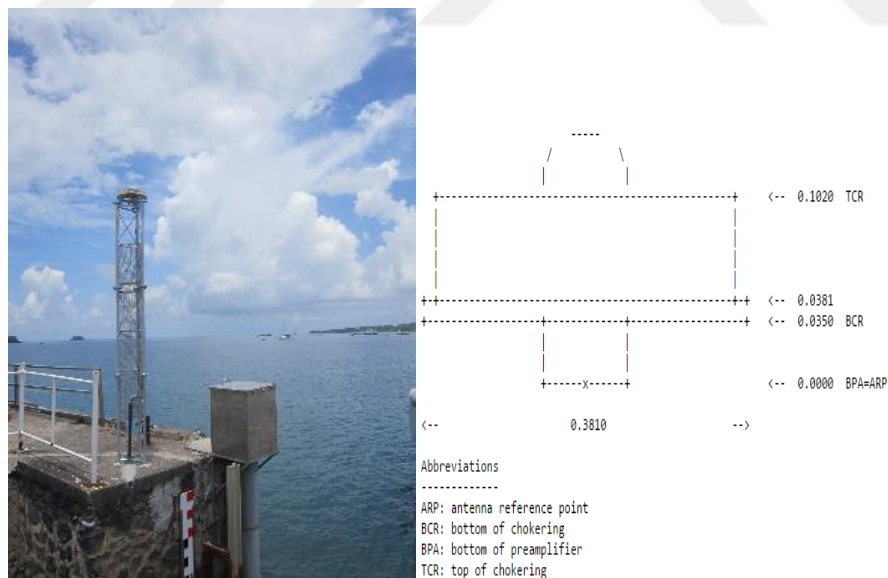 <-- 0.1020 TCR
<-- 0.0381
<-- 0.0350 BCR
x
<-- 0.0000 BPA=ARP
<-- 0.3810 -->
Abbreviations
-------------
ARP: antenna reference point
BCR: bottom of chokering
BPA: bottom of preamplifier
TCR: top of chokering